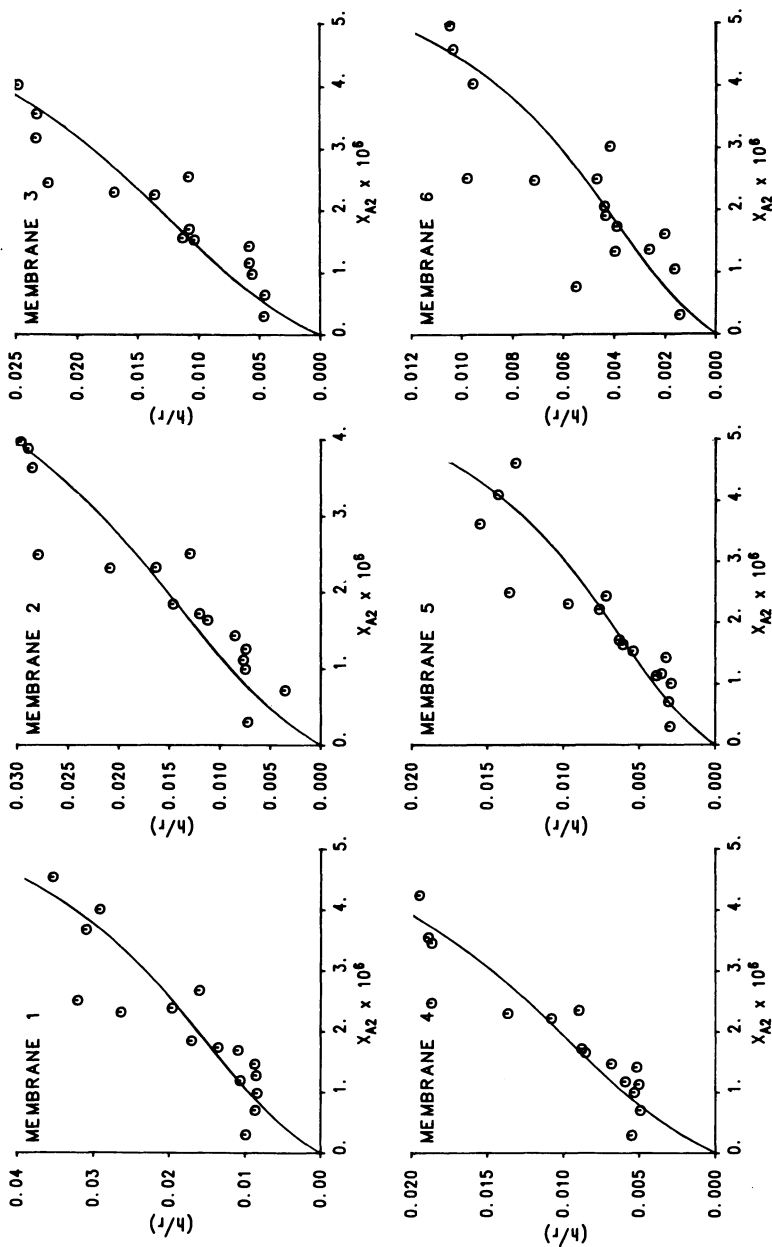 MEMBRANE 1
(h/r)
0.04
0.03
0.02
0.01
0.00
0. 1. 2. 3. 4. 5.
X_A2 x 10^6
MEMBRANE 2
(h/r)
0.030
0.025
0.020
0.015
0.010
0.005
0.000
0. 1. 2. 3. 4.
X_A2 x 10^6
MEMBRANE 3
(h/r)
0.025
0.020
0.015
0.010
0.005
0.000
0. 1. 2. 3. 4. 5.
X_A2 x 10^6
MEMBRANE 4
(h/r)
0.020
0.015
0.010
0.005
0.000
0. 1. 2. 3. 4. 5.
X_A2 x 10^6
MEMBRANE 5
(h/r)
0.020
0.015
0.010
0.005
0.000
0. 1. 2. 3. 4. 5.
X_A2 x 10^6
MEMBRANE 6
(h/r)
0.012
0.010
0.008
0.006
0.004
0.002
0.000
0. 1. 2. 3. 4. 5.
X_A2 x 10^6